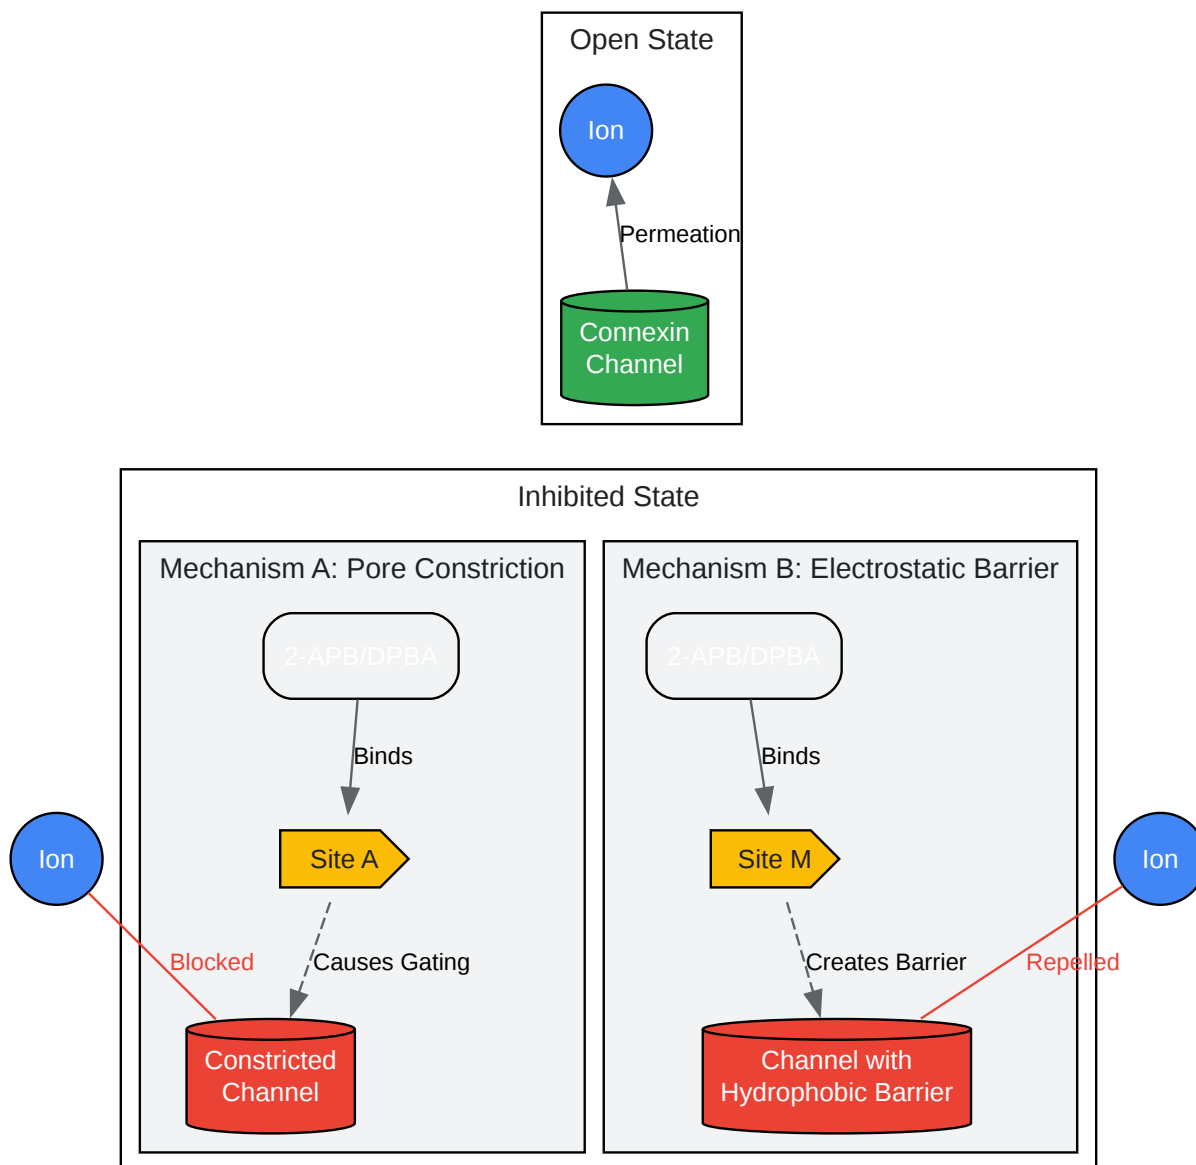 Open State
Ion
Permeation
Connexin
Channel
Inhibited State
Mechanism A: Pore Constriction
2-APB/DPBA
Binds
Site A
Causes Gating
Ion
Blocked
Constricted
Channel
Mechanism B: Electrostatic Barrier
2-APB/DPBA
Binds
Site M
Creates Barrier
Ion
Repelled
Channel with
Hydrophobic Barrier